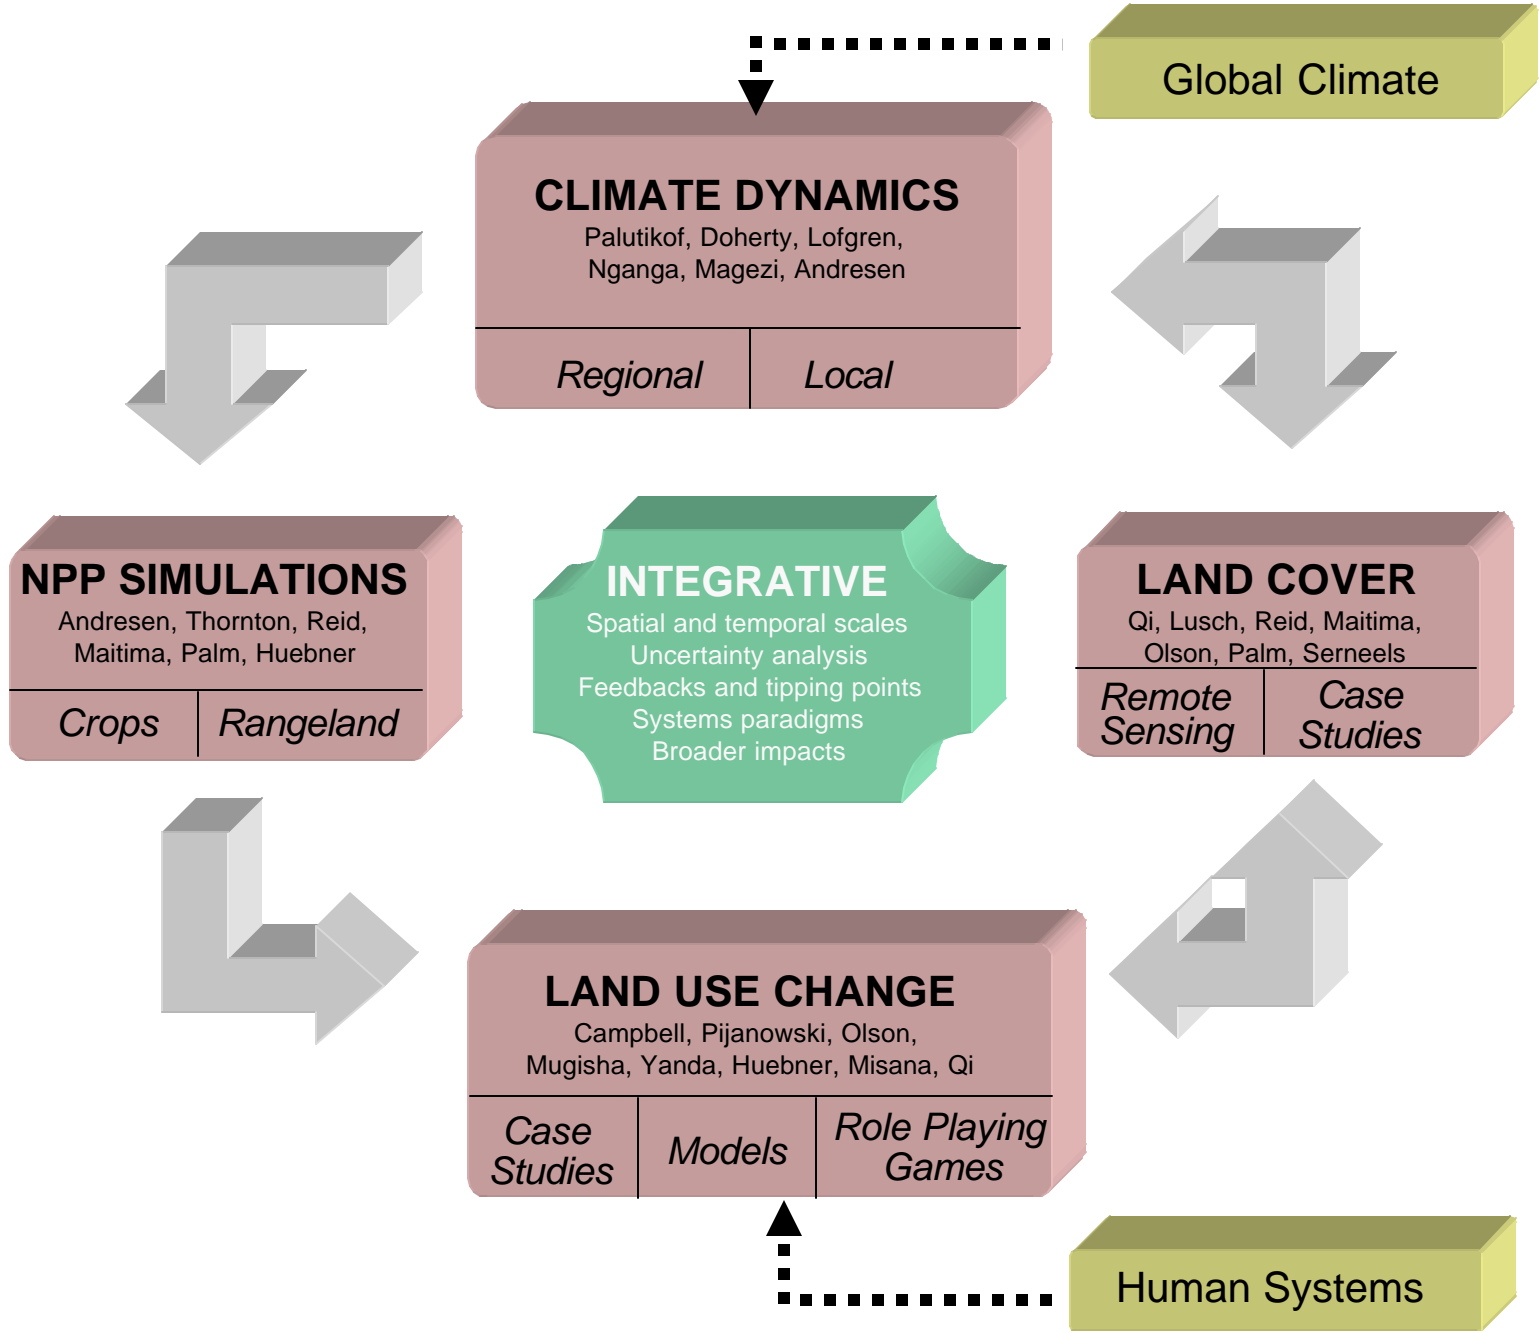 Global Climate
CLIMATE DYNAMICS
Palutikof, Doherty, Lofgren,
Nganga, Magezi, Andresen
Regional
Local
NPP SIMULATIONS
Andresen, Thornton, Reid,
Maitima, Palm, Huebner
Crops
Rangeland
INTEGRATIVE
Spatial and temporal scales
Uncertainty analysis
Feedbacks and tipping points
Systems paradigms
Broader impacts
LAND COVER
Qi, Lusch, Reid, Maitima,
Olson, Palm, Serneels
Remote
Sensing
Case
Studies
LAND USE CHANGE
Campbell, Pijanowski, Olson,
Mugisha, Yanda, Huebner, Misana, Qi
Case
Studies
Models
Role Playing
Games
Human Systems